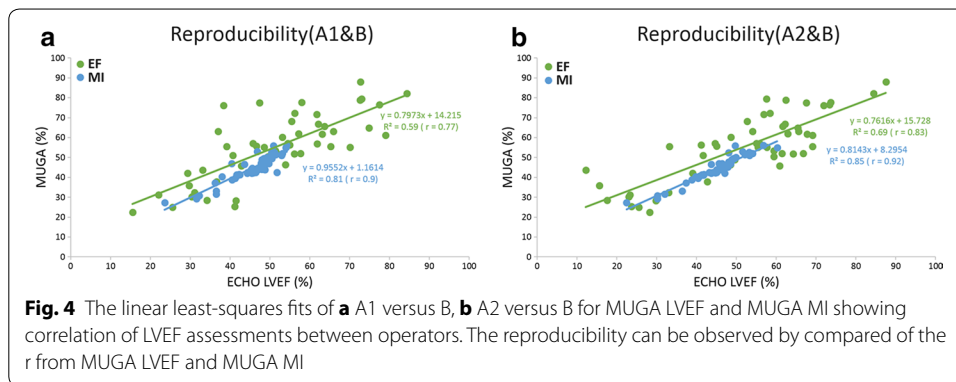 a Reproducibility(A1&B)
100
90
80
70
60
50
40
30
20
10
0
MUGA (%)
EF
MI
y = 0.7973x + 14.215
R² = 0.59 ( r = 0.77)
y = 0.9552x + 1.1614
R² = 0.81 ( r = 0.9)
0 10 20 30 40 50 60 70 80 90 100
ECHO LVEF (%)
b Reproducibility(A2&B)
100
90
80
70
60
50
40
30
20
10
0
MUGA (%)
EF
MI
y = 0.7616x + 15.728
R² = 0.69 ( r = 0.83)
y = 0.8143x + 8.2954
R² = 0.85 ( r = 0.92)
0 10 20 30 40 50 60 70 80 90 100
ECHO LVEF (%)
Fig. 4 The linear least-squares fits of a A1 versus B, b A2 versus B for MUGA LVEF and MUGA MI showing
correlation of LVEF assessments between operators. The reproducibility can be observed by compared of the
r from MUGA LVEF and MUGA MI